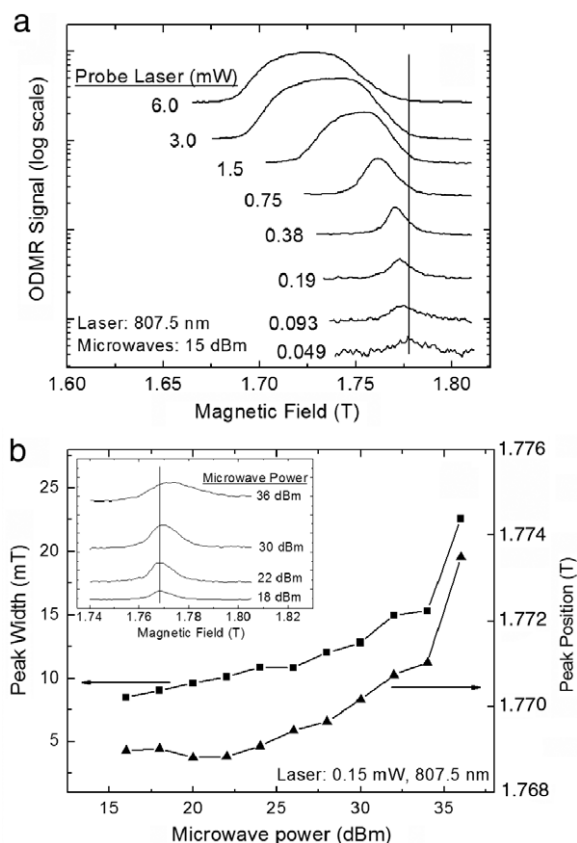 a
Probe Laser (mW)
6.0
3.0
1.5
0.75
0.38
0.19
0.093
0.049
Laser: 807.5 nm
Microwaves: 15 dBm
ODMR Signal (log scale)
1.60 1.65 1.70 1.75 1.80
Magnetic Field (T)
b
Microwave Power
36 dBm
30 dBm
22 dBm
18 dBm
1.74 1.76 1.78 1.80 1.82
Magnetic Field (T)
25
20
15
10
5
Peak Width (mT)
1.776
1.774
1.772
1.770
1.768
Peak Position (T)
Laser: 0.15 mW, 807.5 nm
15 20 25 30 35
Microwave power (dBm)